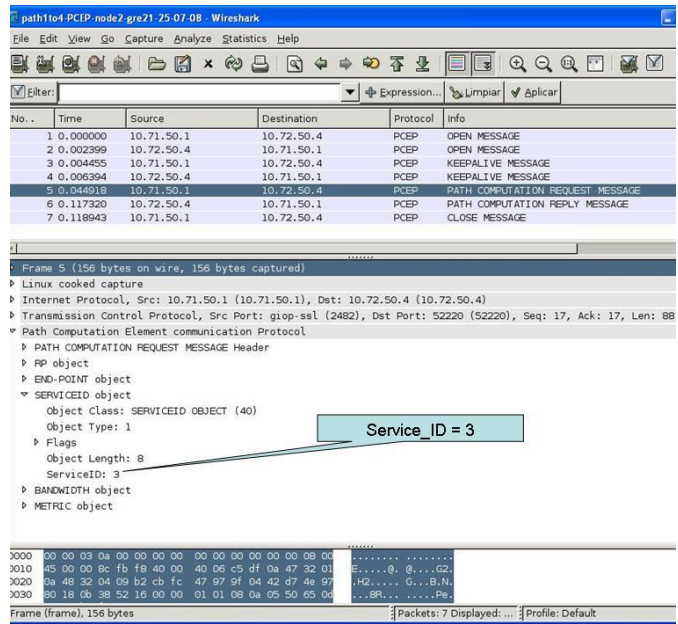 path1to4-PCEP-node2-gre21-25-07-08 - Wireshark
File Edit View Go Capture Analyze Statistics Help
Filter: Expression... Limpiar Aplicar
No. . Time Source Destination Protocol Info
1 0.000000 10.71.50.1 10.72.50.4 PCEP OPEN MESSAGE
2 0.002399 10.72.50.4 10.71.50.1 PCEP OPEN MESSAGE
3 0.004455 10.71.50.1 10.72.50.4 PCEP KEEPALIVE MESSAGE
4 0.006394 10.72.50.4 10.71.50.1 PCEP KEEPALIVE MESSAGE
5 0.044918 10.71.50.1 10.72.50.4 PCEP PATH COMPUTATION REQUEST MESSAGE
6 0.117320 10.72.50.4 10.71.50.1 PCEP PATH COMPUTATION REPLY MESSAGE
7 0.118943 10.71.50.1 10.72.50.4 PCEP CLOSE MESSAGE
Frame 5 (156 bytes on wire, 156 bytes captured)
Linux cooked capture
Internet Protocol, Src: 10.71.50.1 (10.71.50.1), Dst: 10.72.50.4 (10.72.50.4)
Transmission Control Protocol, Src Port: giop-ssl (2482), Dst Port: 52220 (52220), Seq: 17, Ack: 17, Len: 88
Path Computation Element communication Protocol
PATH COMPUTATION REQUEST MESSAGE Header
RP object
END-POINT object
SERVICEID object
Object Class: SERVICEID OBJECT (40)
Object Type: 1
Service_ID = 3
Flags
Object Length: 8
ServiceID: 3
BANDWIDTH object
METRIC object
0000 00 00 03 0a 00 00 00 00 00 00 00 00 00 00 08 00 ........ ........
0010 45 00 00 8c fb f8 40 00 40 06 c5 df 0a 47 32 01 E.....@. @....G2.
0020 0a 48 32 04 09 b2 cb fc 47 97 9f 04 42 d7 4e 97 .H2..... G...B.N.
0030 80 18 0b 38 52 16 00 00 01 01 08 0a 05 50 65 0d ...8R... .....Pe.
Frame (frame), 156 bytes Packets: 7 Displayed: ... Profile: Default